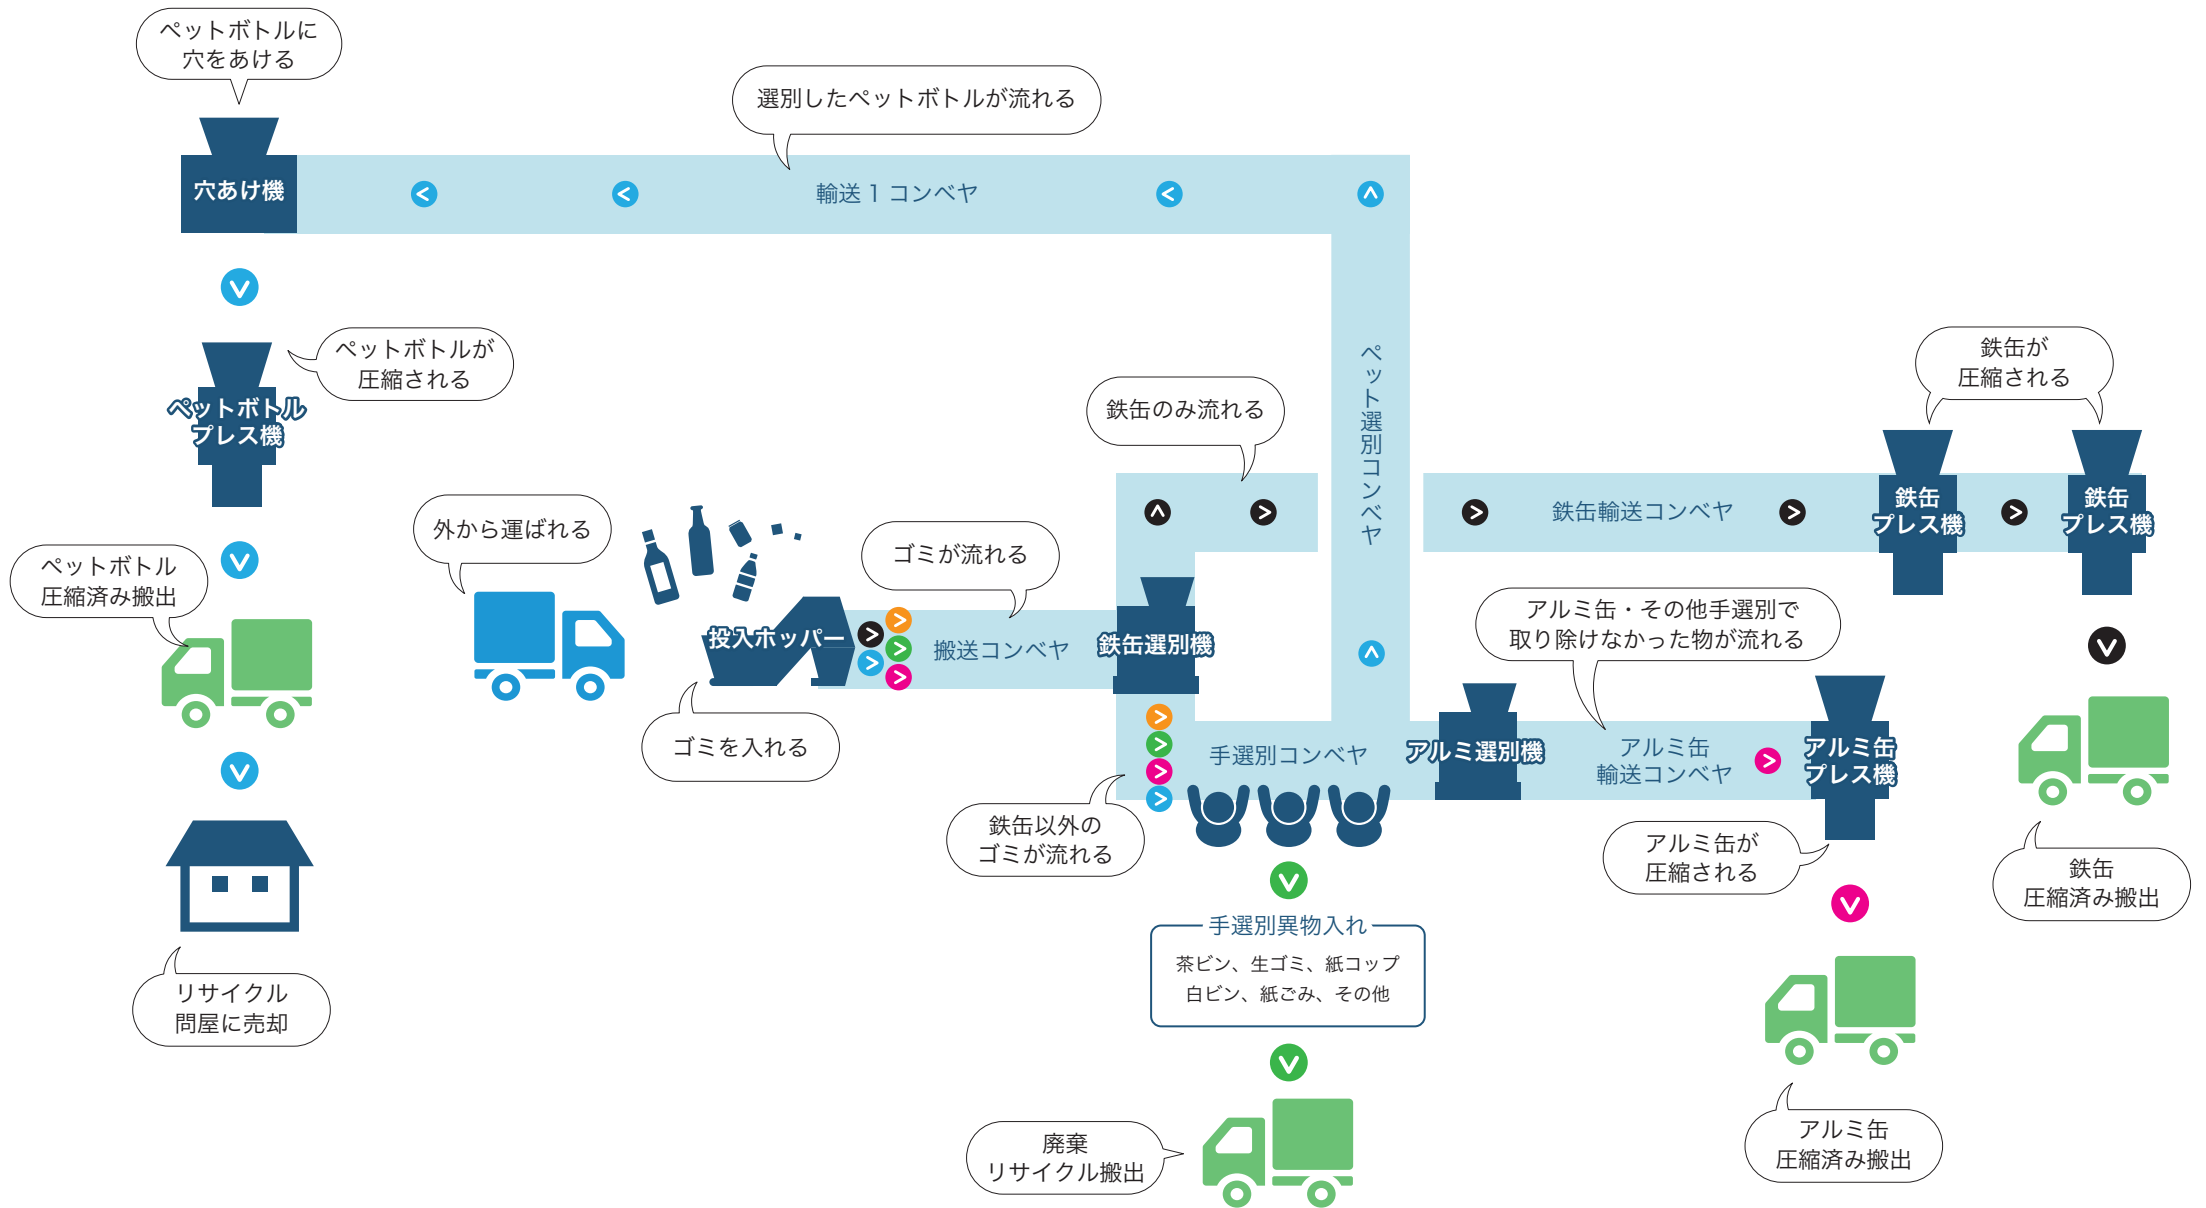 ペットボトルに
穴をあける
選別したペットボトルが流れる
穴あけ機
輸送1コンベヤ
ペットボトルが
圧縮される
ペットボトル
プレス機
ペット選別コンベヤ
鉄缶のみ流れる
鉄缶が
圧縮される
鉄缶輸送コンベヤ
鉄缶
プレス機
鉄缶
プレス機
外から運ばれる
ゴミが流れる
ペットボトル
圧縮済み搬出
投入ホッパー
搬送コンベヤ
鉄缶選別機
アルミ缶・その他手選別で
取り除けなかった物が流れる
ゴミを入れる
手選別コンベヤ
アルミ選別機
アルミ缶
輸送コンベヤ
アルミ缶
プレス機
鉄缶以外の
ゴミが流れる
アルミ缶が
圧縮される
鉄缶
圧縮済み搬出
手選別異物入れ
茶ビン、生ゴミ、紙コップ
白ビン、紙ごみ、その他
リサイクル
問屋に売却
廃棄
リサイクル搬出
アルミ缶
圧縮済み搬出